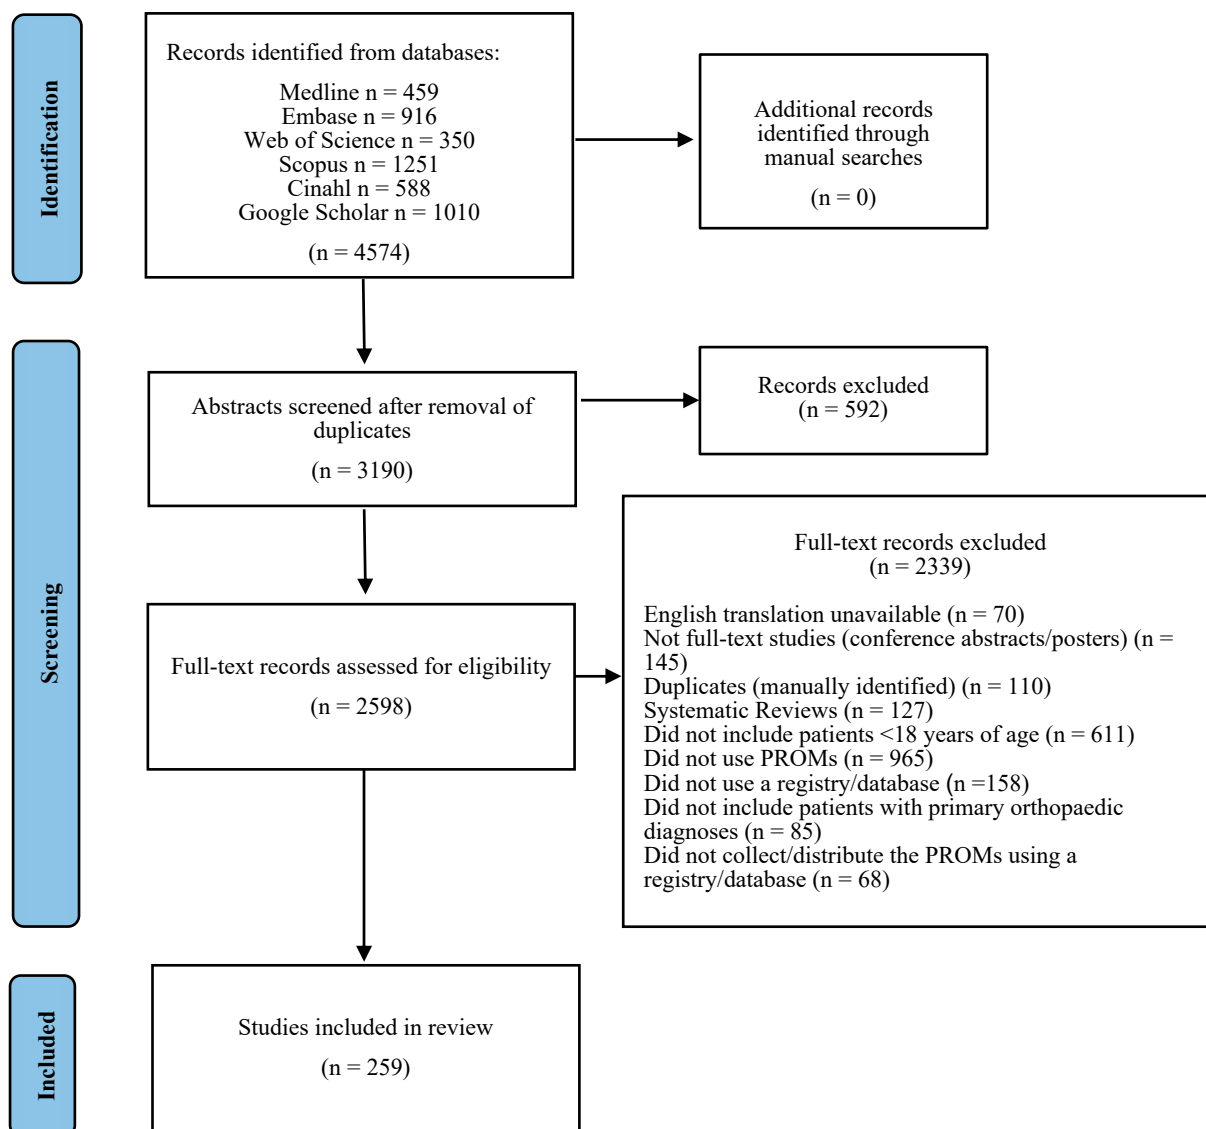 Identification
Records identified from databases:
Medline n = 459
Embase n = 916
Web of Science n = 350
Scopus n = 1251
Cinahl n = 588
Google Scholar n = 1010
(n = 4574)
Additional records
identified through
manual searches
(n = 0)
Screening
Abstracts screened after removal of
duplicates
(n = 3190)
Records excluded
(n = 592)
Full-text records assessed for eligibility
(n = 2598)
Full-text records excluded
(n = 2339)
English translation unavailable (n = 70)
Not full-text studies (conference abstracts/posters) (n =
145)
Duplicates (manually identified) (n = 110)
Systematic Reviews (n = 127)
Did not include patients <18 years of age (n = 611)
Did not use PROMs (n = 965)
Did not use a registry/database (n =158)
Did not include patients with primary orthopaedic
diagnoses (n = 85)
Did not collect/distribute the PROMs using a
registry/database (n = 68)
Included
Studies included in review
(n = 259)